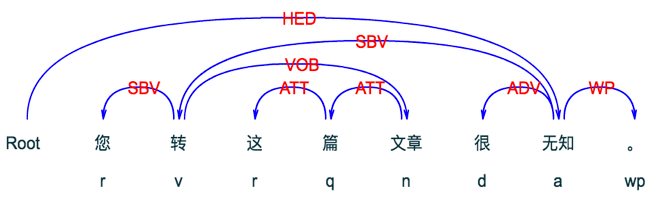 HED
SBV
VOB
SBV ATT ATT ADV WP
Root 您 转 这 篇 文章 很 无知 。
r v r q n d a wp